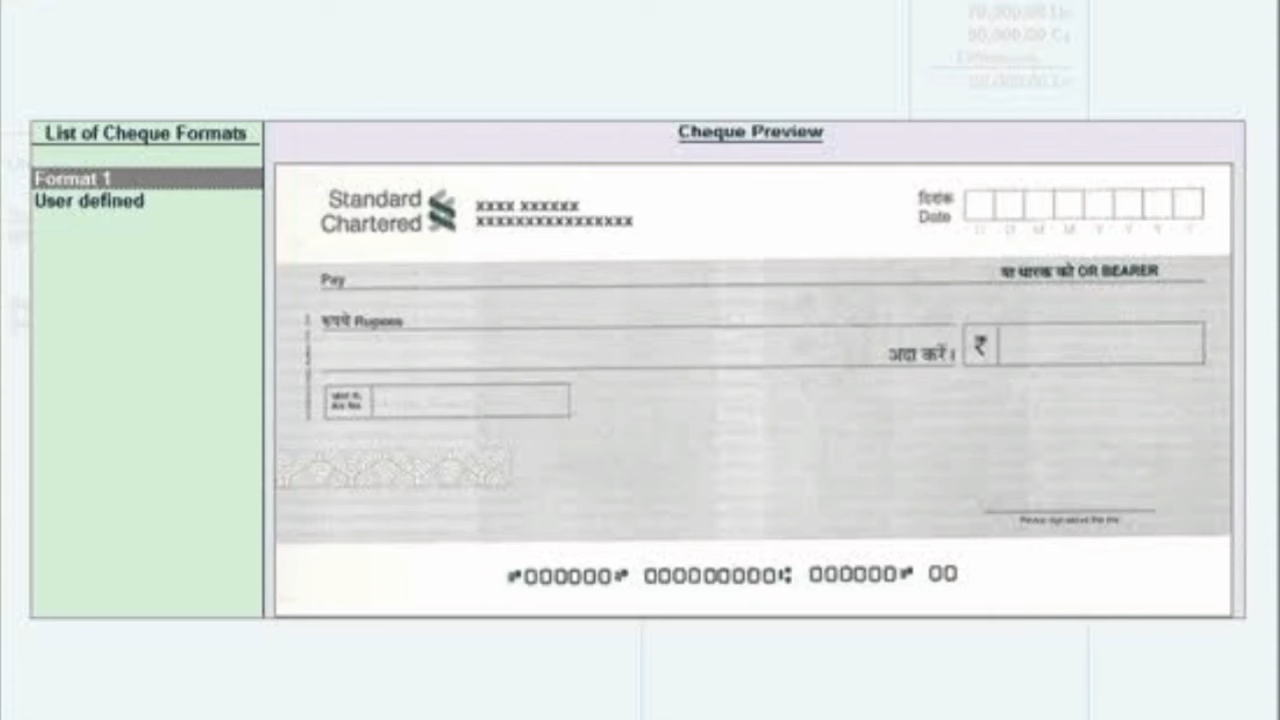 List of Cheque Formats
Cheque Preview
Format 1
User defined
Standard
Chartered
XXXX XXXXXX
XXXXXXXXXXXXXXXX
दिनांक
Date
D D M M Y Y Y Y
Pay
या धारक को OR BEARER
रुपये Rupees
अदा करें।
₹
⑈000000⑈ 000000000⑆ 000000⑈ 00